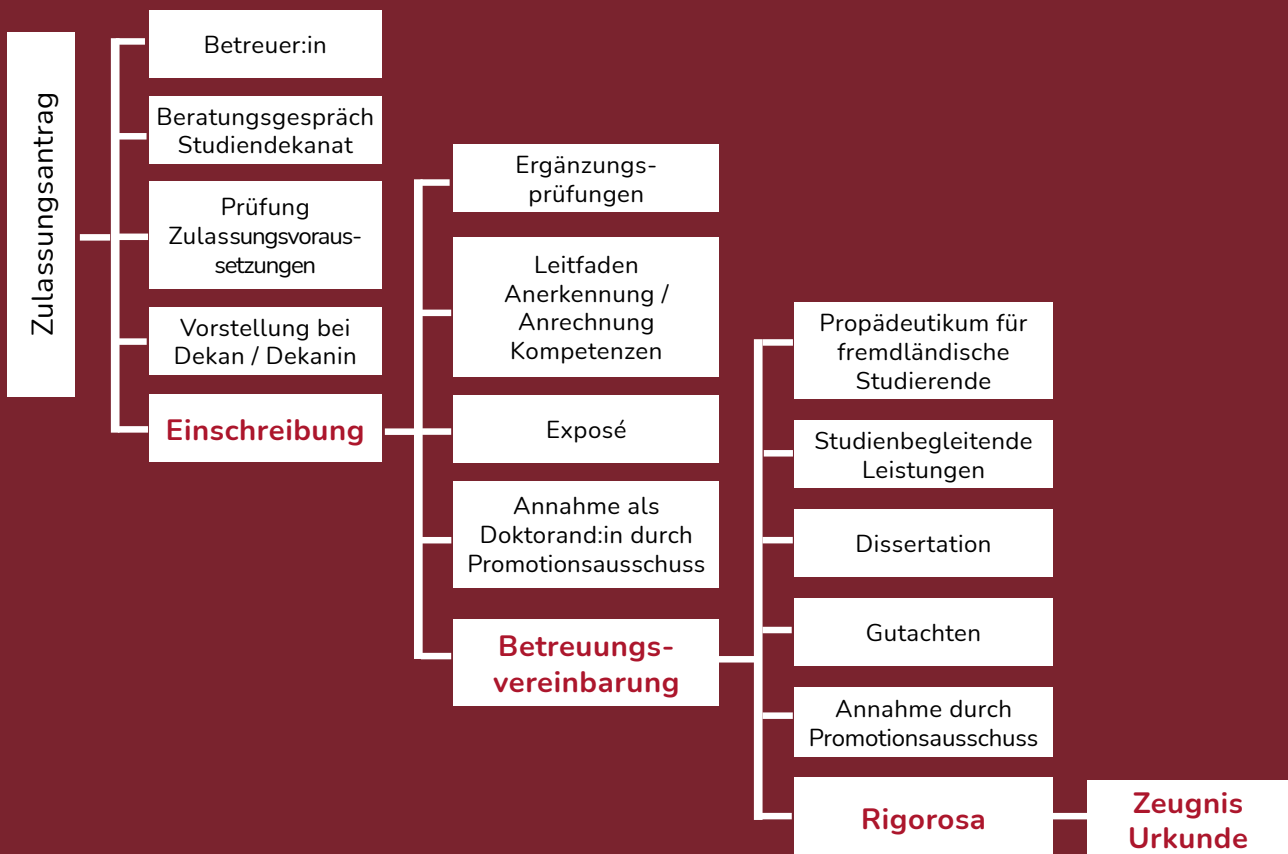 Zulassungsantrag
Betreuer:in
Beratungsgespräch
Studiendekanat
Prüfung
Zulassungsvoraus-
setzungen
Vorstellung bei
Dekan / Dekanin
Einschreibung
Ergänzungs-
prüfungen
Leitfaden
Anerkennung /
Anrechnung
Kompetenzen
Exposé
Annahme als
Doktorand:in durch
Promotionsausschuss
Betreuungs-
vereinbarung
Propädeutikum für
fremdländische
Studierende
Studienbegleitende
Leistungen
Dissertation
Gutachten
Annahme durch
Promotionsausschuss
Rigorosa
Zeugnis
Urkunde